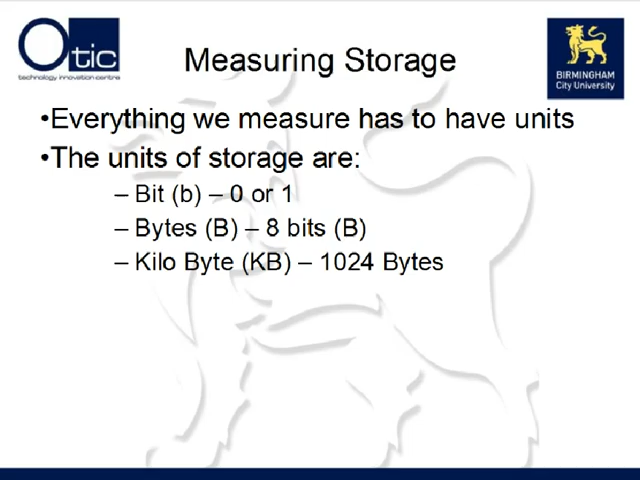 Otic
technology innovation centre
Measuring Storage
BIRMINGHAM
City University
•Everything we measure has to have units
•The units of storage are:
– Bit (b) – 0 or 1
– Bytes (B) – 8 bits (B)
– Kilo Byte (KB) – 1024 Bytes